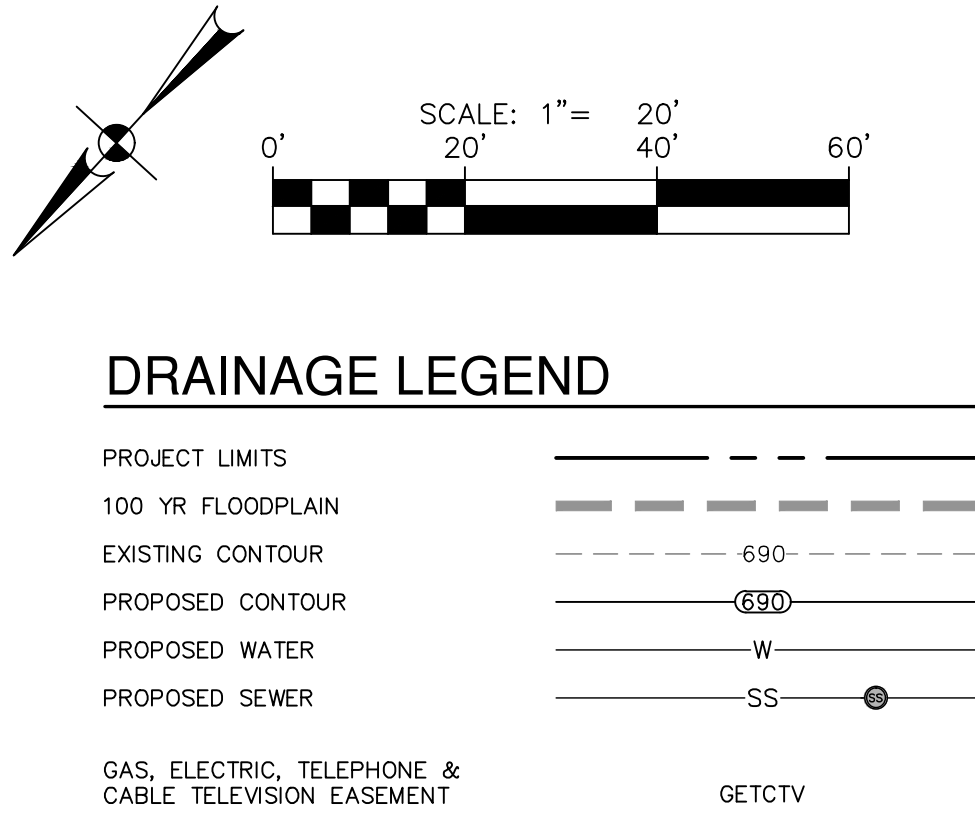 SCALE: 1"= 20'
0' 20' 40' 60'
DRAINAGE LEGEND
PROJECT LIMITS
100 YR FLOODPLAIN
EXISTING CONTOUR 690
PROPOSED CONTOUR 690
PROPOSED WATER W
PROPOSED SEWER SS SS
GAS, ELECTRIC, TELEPHONE &
CABLE TELEVISION EASEMENT GETCTV